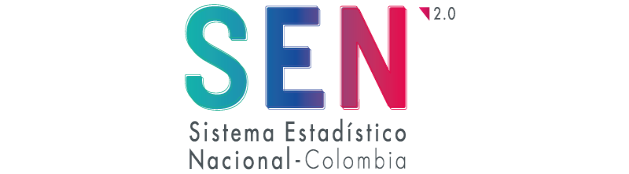 SEN 2.0
Sistema Estadístico
Nacional-Colombia